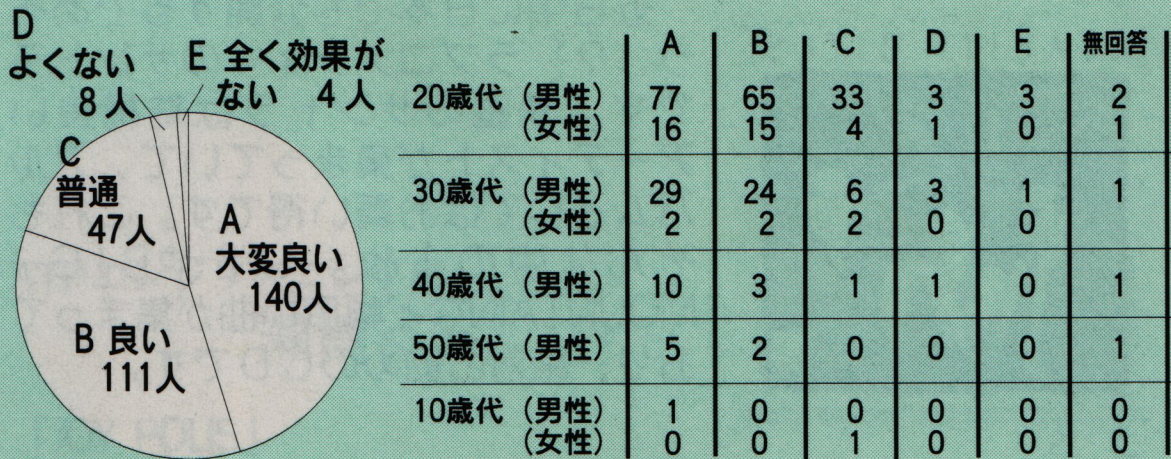 D
よくない
8人
E 全く効果が
ない 4人
C
普通
47人
A
大変良い
140人
B 良い
111人
A B C D E 無回答
20歳代（男性） 77 65 33 3 3 2
（女性） 16 15 4 1 0 1
30歳代（男性） 29 24 6 3 1 1
（女性） 2 2 2 0 0
40歳代（男性） 10 3 1 1 0 1
50歳代（男性） 5 2 0 0 0 1
10歳代（男性） 1 0 0 0 0 0
（女性） 0 0 1 0 0 0